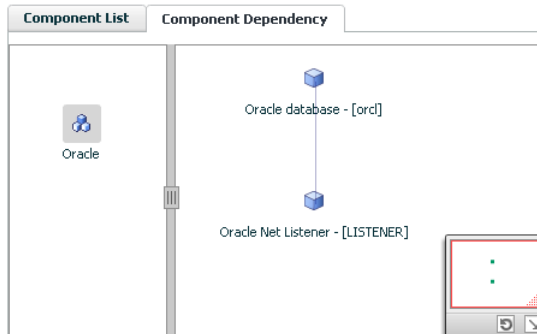 Component List
Component Dependency
Oracle
Oracle database - [orcl]
Oracle Net Listener - [LISTENER]